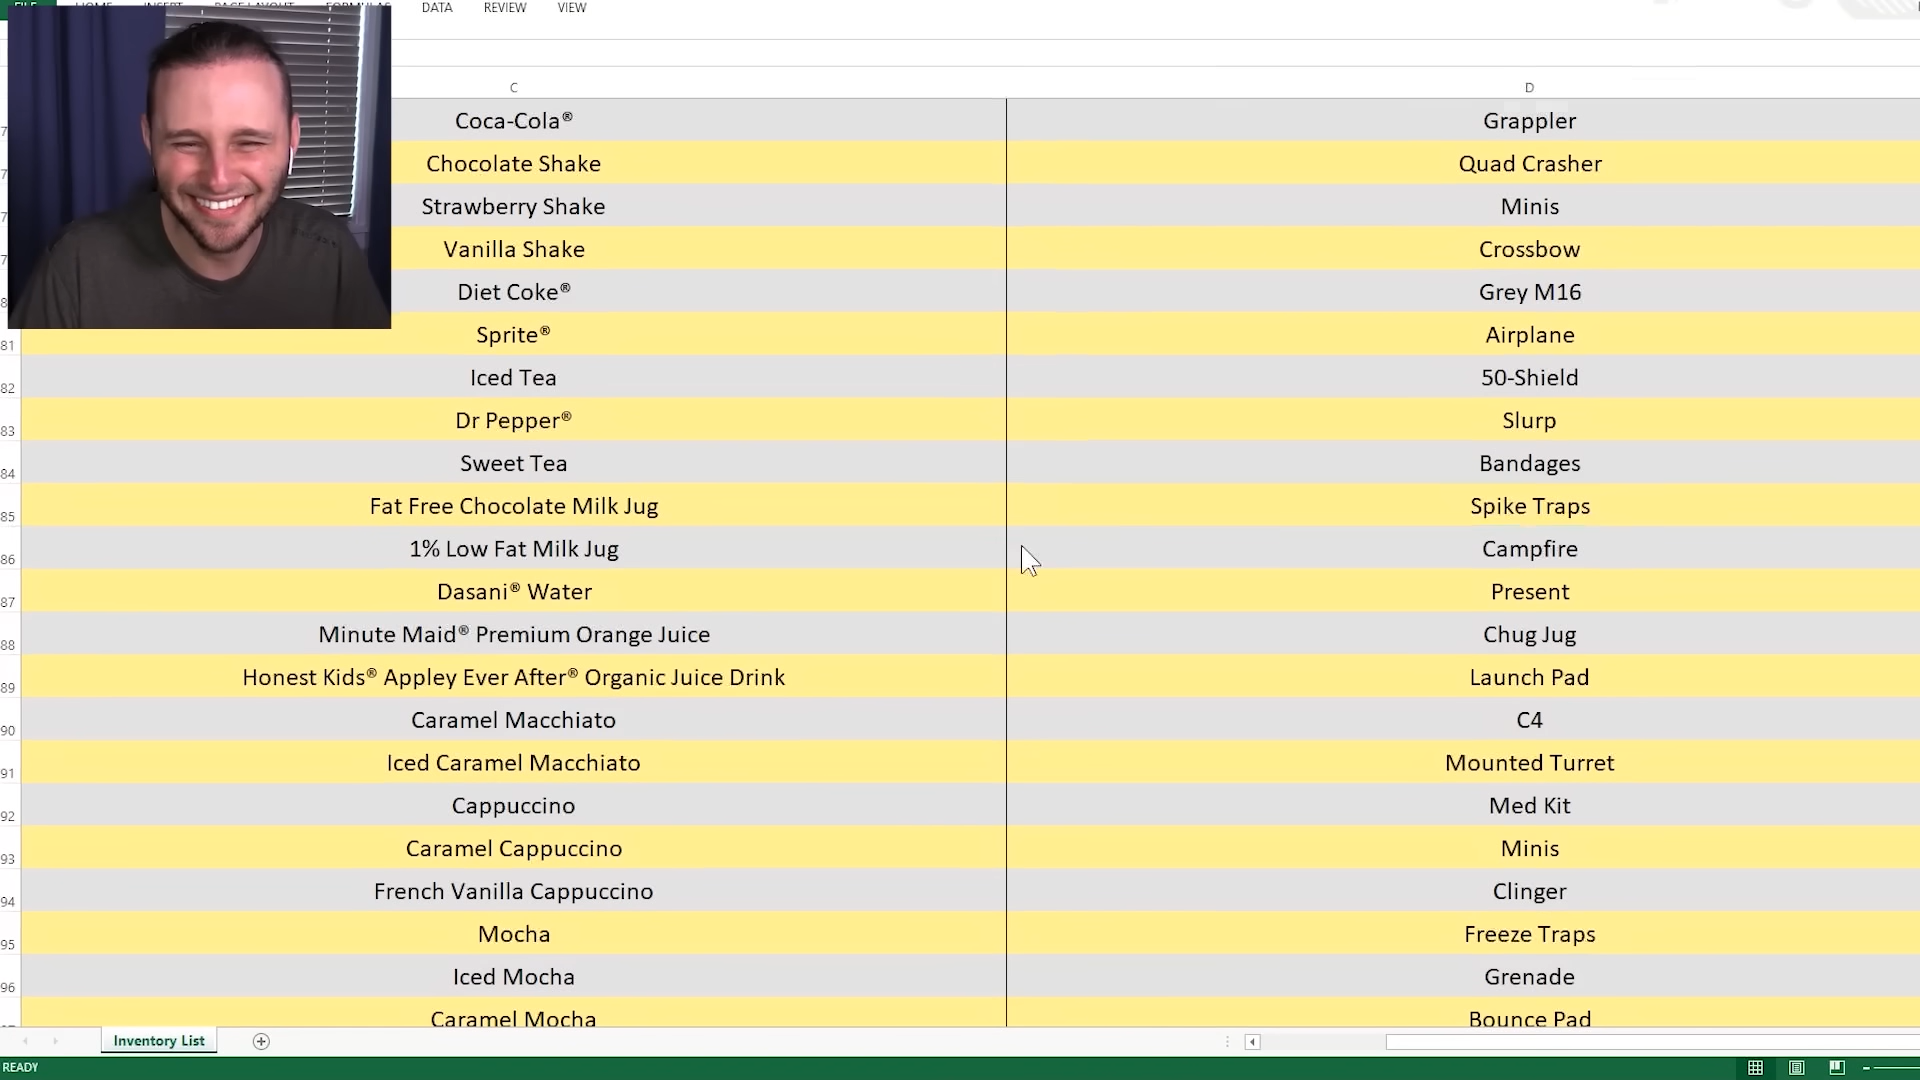 DATA REVIEW VIEW
C D
Coca-Cola® Grappler
Chocolate Shake Quad Crasher
Strawberry Shake Minis
Vanilla Shake Crossbow
Diet Coke® Grey M16
81 Sprite® Airplane
82 Iced Tea 50-Shield
83 Dr Pepper® Slurp
84 Sweet Tea Bandages
85 Fat Free Chocolate Milk Jug Spike Traps
86 1% Low Fat Milk Jug Campfire
87 Dasani® Water Present
88 Minute Maid® Premium Orange Juice Chug Jug
89 Honest Kids® Appley Ever After® Organic Juice Drink Launch Pad
90 Caramel Macchiato C4
91 Iced Caramel Macchiato Mounted Turret
92 Cappuccino Med Kit
93 Caramel Cappuccino Minis
94 French Vanilla Cappuccino Clinger
95 Mocha Freeze Traps
96 Iced Mocha Grenade
Caramel Mocha Bounce Pad
Inventory List
READY